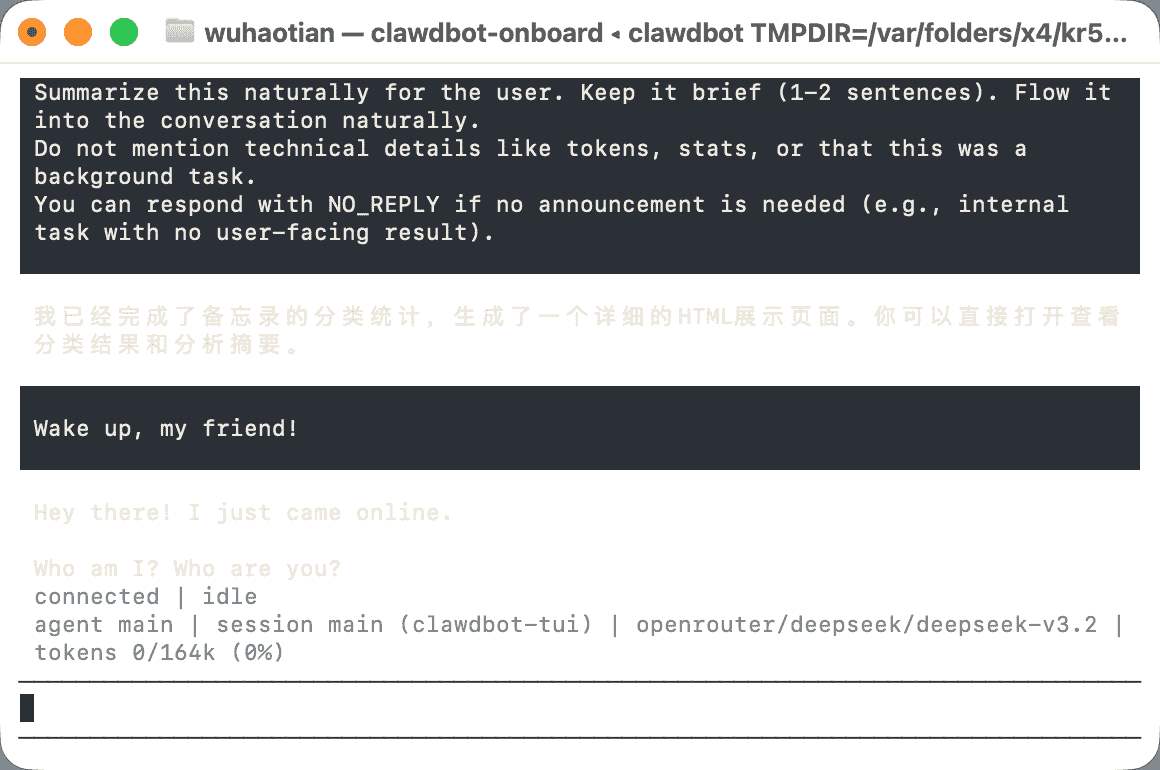 wuhaotian — clawdbot-onboard ◂ clawdbot TMPDIR=/var/folders/x4/kr5...
Summarize this naturally for the user. Keep it brief (1–2 sentences). Flow it
into the conversation naturally.
Do not mention technical details like tokens, stats, or that this was a
background task.
You can respond with NO_REPLY if no announcement is needed (e.g., internal
task with no user–facing result).
我已经完成了备忘录的分类统计，生成了一个详细的HTML展示页面。你可以直接打开查看
分类结果和分析摘要。
Wake up, my friend!
Hey there! I just came online.
Who am I? Who are you?
connected | idle
agent main | session main (clawdbot–tui) | openrouter/deepseek/deepseek–v3.2 |
tokens 0/164k (0%)